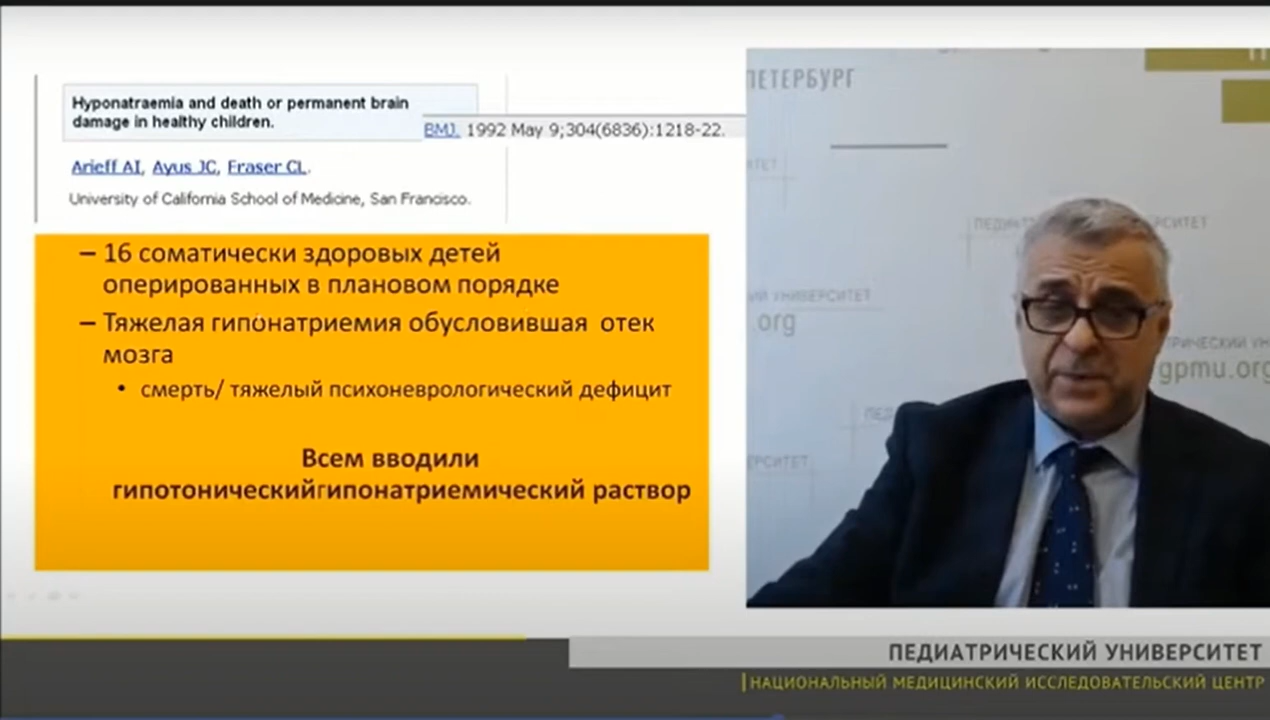 Hyponatraemia and death or permanent brain
damage in healthy children.
BMJ. 1992 May 9;304(6836):1218-22.
Arieff AI, Ayus JC, Fraser CL.
University of California School of Medicine, San Francisco.
– 16 соматически здоровых детей
оперированных в плановом порядке
– Тяжелая гипонатриемия обусловившая отек
мозга
• смерть/ тяжелый психоневрологический дефицит
Всем вводили
гипотоническийгипонатриемический раствор
ПЕТЕРБУРГ
УНИВЕРСИТЕТ
.org
gpmu.org
ПЕДИАТРИЧЕСКИЙ УНИВЕРСИТЕТ
НАЦИОНАЛЬНЫЙ МЕДИЦИНСКИЙ ИССЛЕДОВАТЕЛЬСКИЙ ЦЕНТР